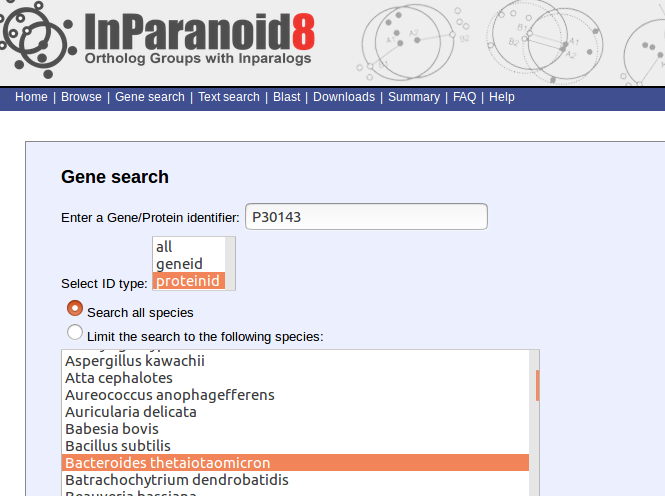 InParanoid8
Ortholog Groups with Inparalogs
Home | Browse | Gene search | Text search | Blast | Downloads | Summary | FAQ | Help
Gene search
Enter a Gene/Protein identifier: P30143
all
geneid
Select ID type: proteinid
Search all species
Limit the search to the following species:
Aspergillus kawachii
Atta cephalotes
Aureococcus anophagefferens
Auricularia delicata
Babesia bovis
Bacillus subtilis
Bacteroides thetaiotaomicron
Batrachochytrium dendrobatidis
Beauveria bassiana